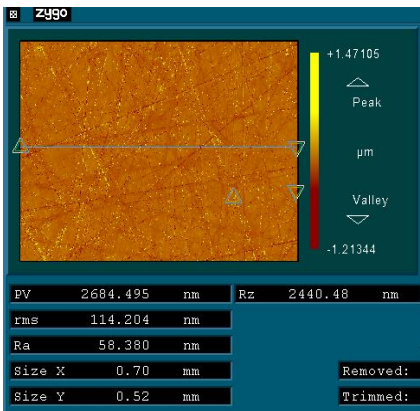 zygo
+1.47105
Peak
µm
Valley
-1.21344
PV 2684.495 nm Rz 2440.48 nm
rms 114.204 nm
Ra 58.380 nm
Size X 0.70 mm Removed:
Size Y 0.52 mm Trimmed: